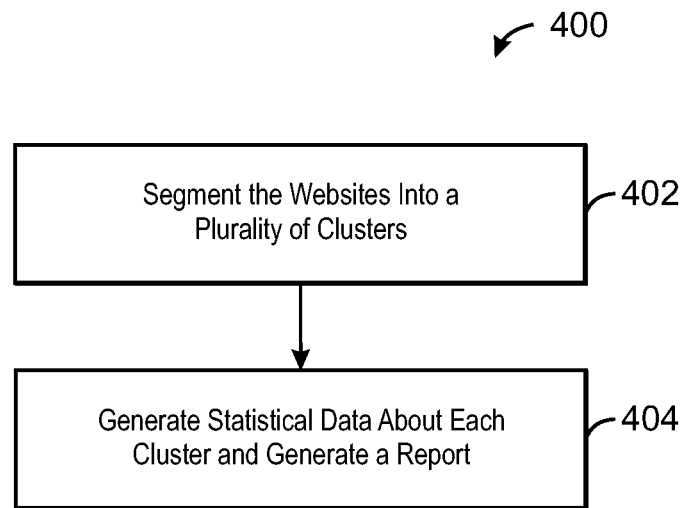 400
Segment the Websites Into a
Plurality of Clusters
402
Generate Statistical Data About Each
Cluster and Generate a Report
404